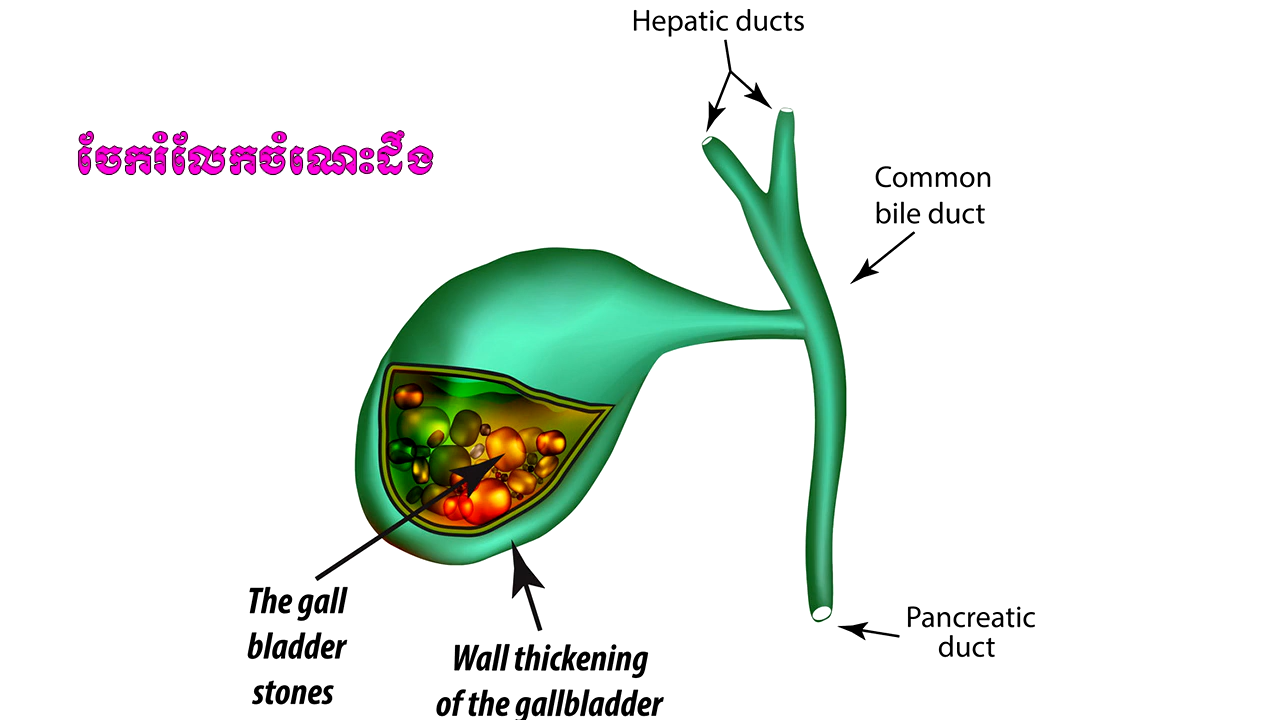 Hepatic ducts
ចែករំលែកចំណេះដឹង
Common
bile duct
The gall
bladder
stones
Wall thickening
of the gallbladder
Pancreatic
duct